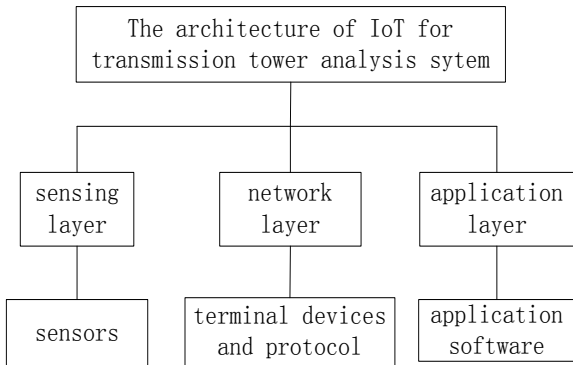 The architecture of IoT for
transmission tower analysis sytem
sensing
layer
network
layer
application
layer
sensors
terminal devices
and protocol
application
software